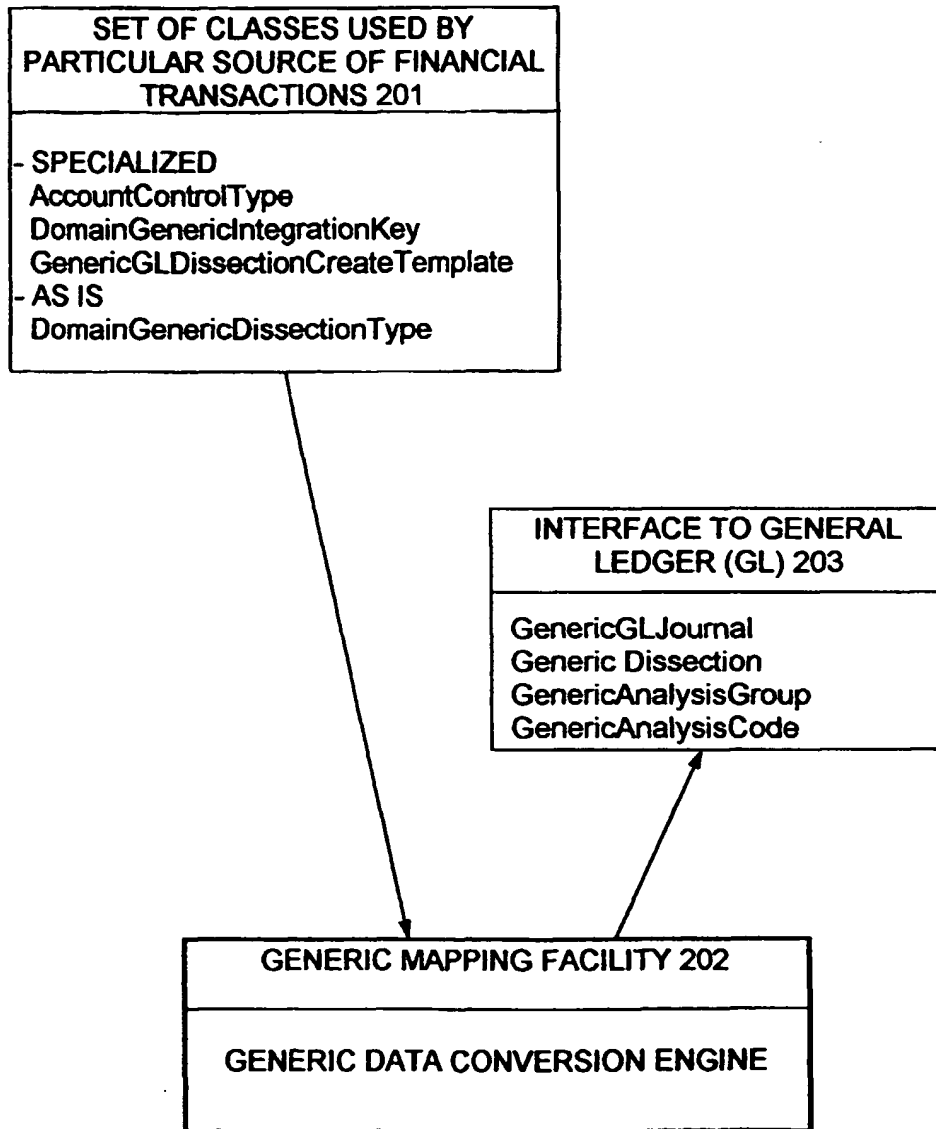 SET OF CLASSES USED BY
PARTICULAR SOURCE OF FINANCIAL
TRANSACTIONS 201
- SPECIALIZED
AccountControlType
DomainGenericIntegrationKey
GenericGLDissectionCreateTemplate
- AS IS
DomainGenericDissectionType
INTERFACE TO GENERAL
LEDGER (GL) 203
GenericGLJournal
Generic Dissection
GenericAnalysisGroup
GenericAnalysisCode
GENERIC MAPPING FACILITY 202
GENERIC DATA CONVERSION ENGINE